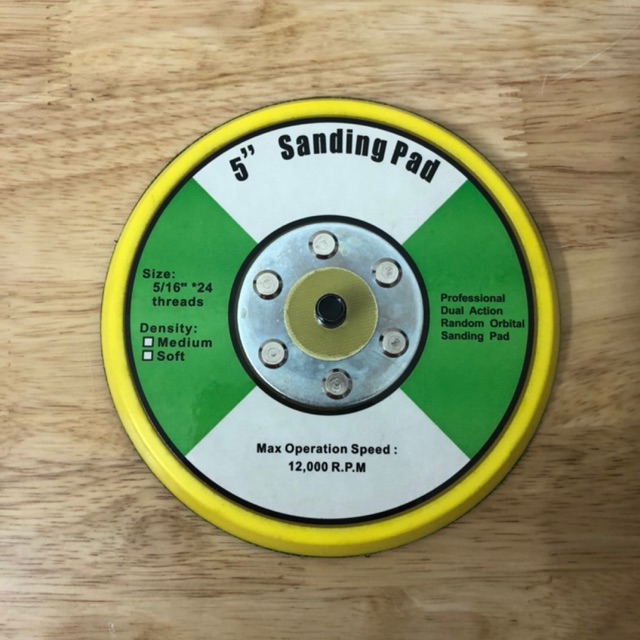 5” Sanding Pad
Size:
5/16" *24
threads
Density:
Medium
Soft
Professional
Dual Action
Random Orbital
Sanding Pad
Max Operation Speed :
12,000 R.P.M